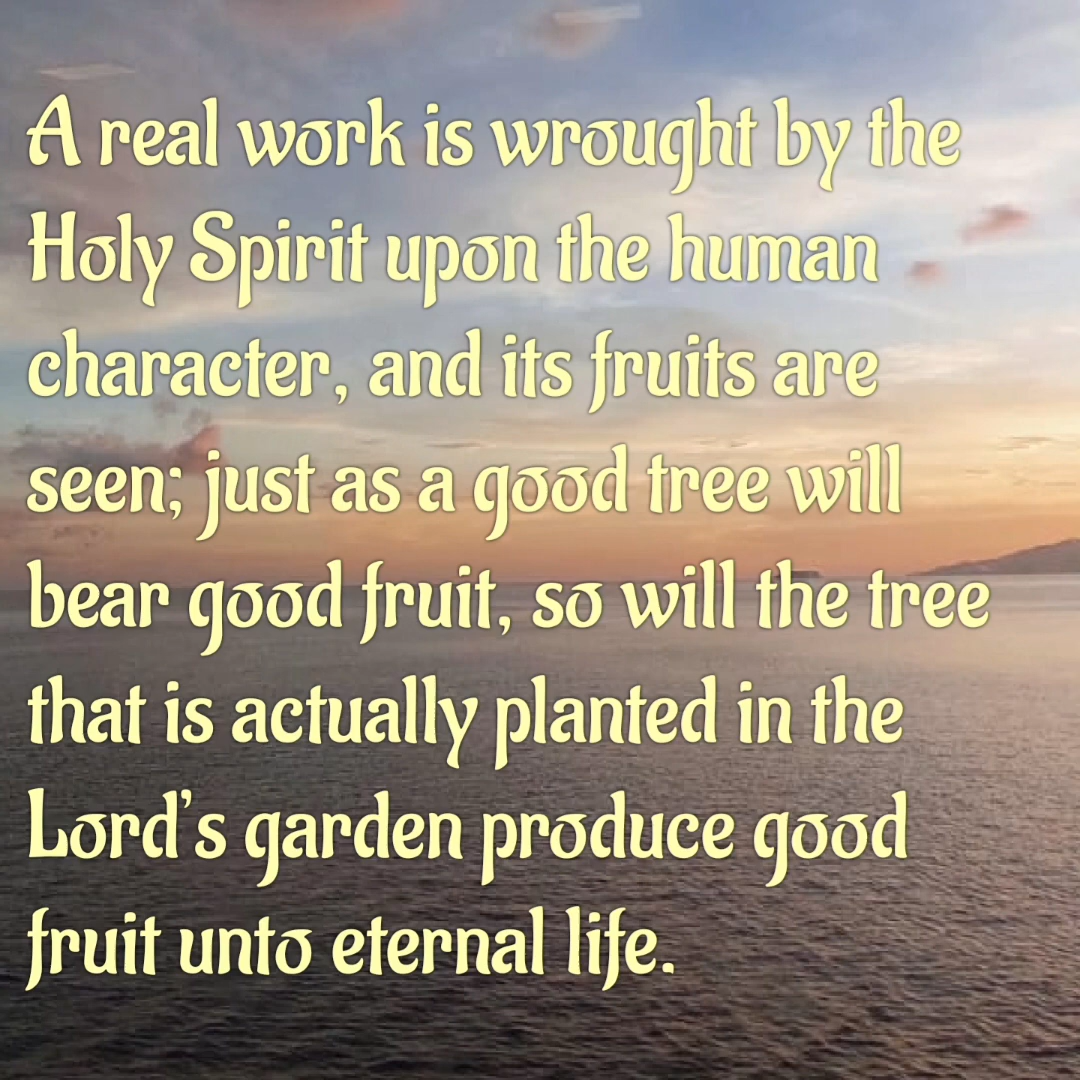 A real work is wrought by the
Holy Spirit upon the human
character, and its fruits are
seen; just as a good tree will
bear good fruit, so will the tree
that is actually planted in the
Lord's garden produce good
fruit unto eternal life.